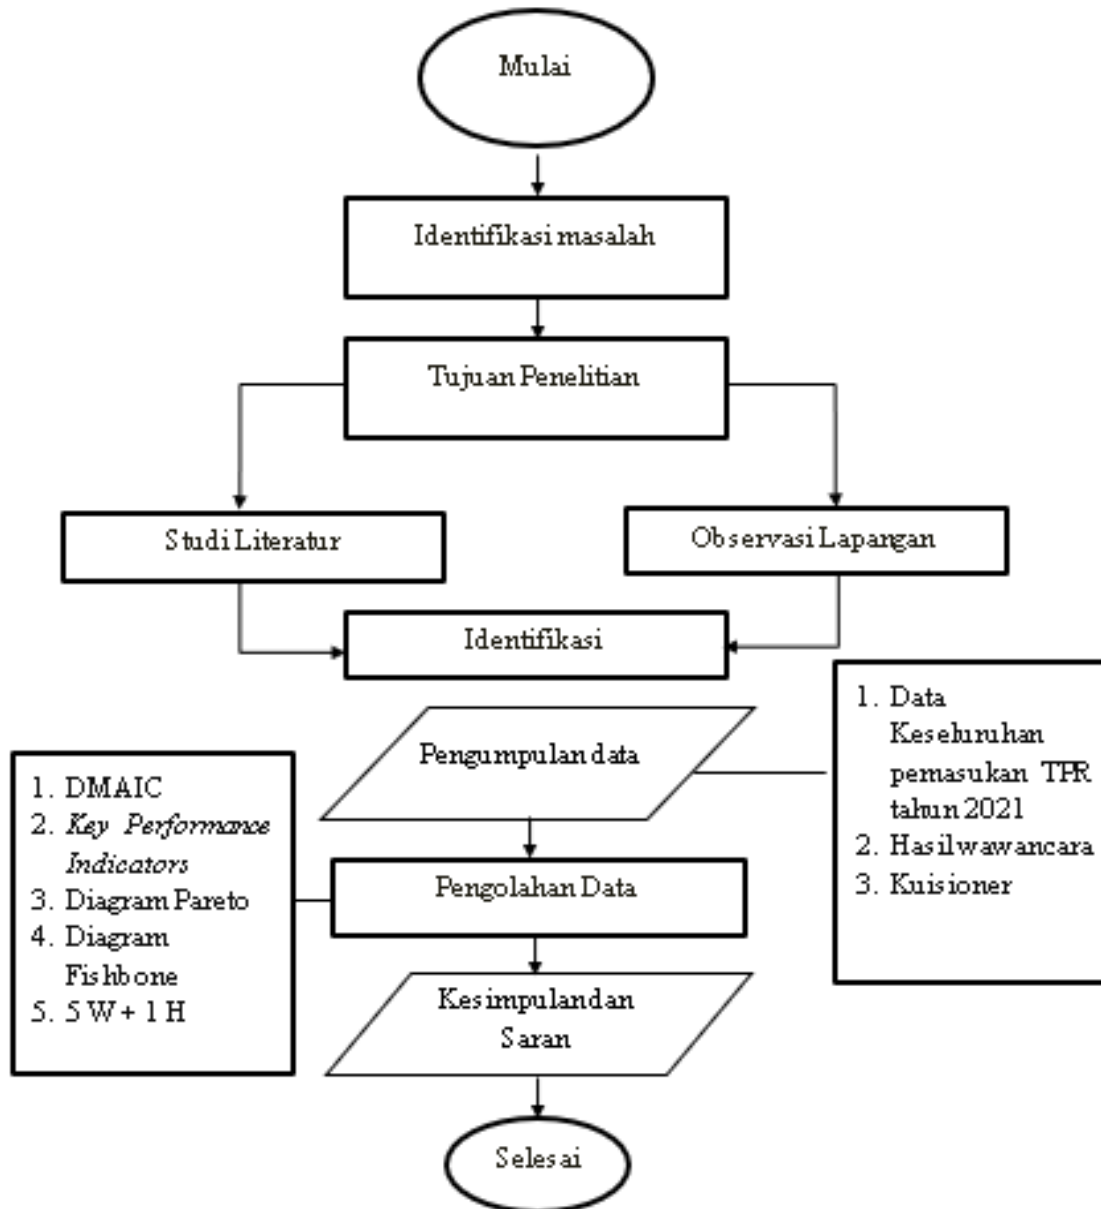 Mulai
Identifikasi masalah
Tujuan Penelitian
Studi Literatur
Observasi Lapangan
Identifikasi
Pengumpulan data
1. Data
Keseluruhan
pemasukan TPR
tahun 2021
2. Hasil wawancara
3. Kuisioner
1. DMAIC
2. Key Performance
Indicators
3. Diagram Pareto
4. Diagram
Fishbone
5. 5 W + 1 H
Pengolahan Data
Kesimpulan dan
Saran
Selesai